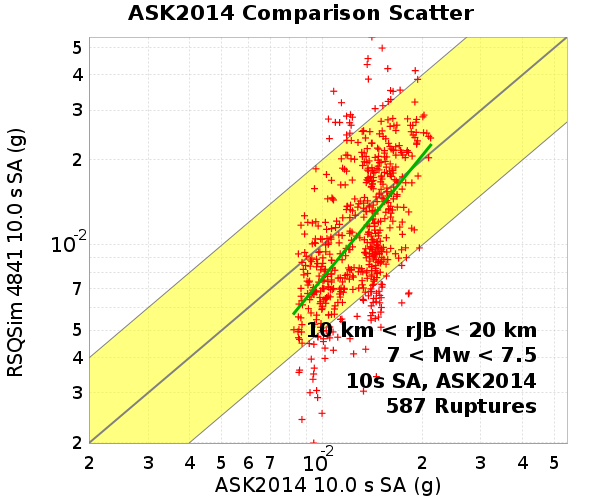 ASK2014 Comparison Scatter
RSQSim 4841 10.0 s SA (g)
5
4
3
2
10-2
7
5
4
3
2
10 km < rJB < 20 km
7 < Mw < 7.5
10s SA, ASK2014
587 Ruptures
2 3 4 5 6 7 10-2 2 3 4 5
ASK2014 10.0 s SA (g)